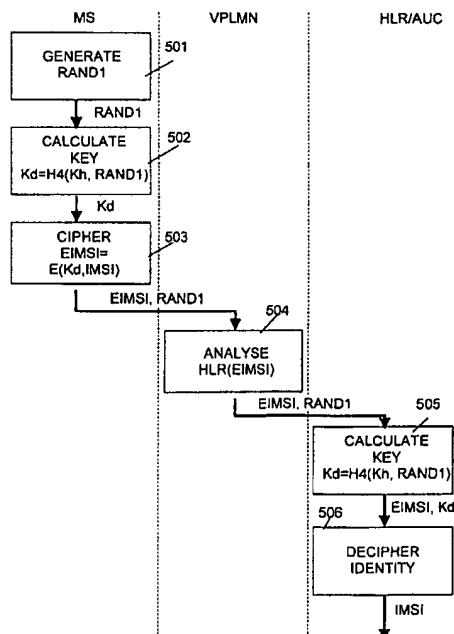 MS
VPLMN
HLR/AUC
501
GENERATE
RAND1
RAND1
502
CALCULATE
KEY
Kd=H4(Kh, RAND1)
Kd
503
CIPHER
EIMSI=
E(Kd,IMSI)
EIMSI, RAND1
504
ANALYSE
HLR(EIMSI)
EIMSI, RAND1
505
CALCULATE
KEY
Kd=H4(Kh, RAND1)
EIMSI, Kd
506
DECIPHER
IDENTITY
IMSI